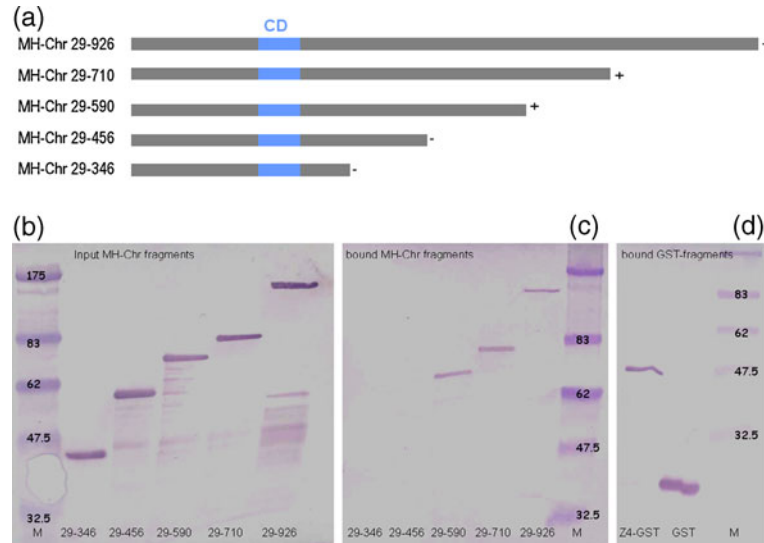 (a)
CD
MH-Chr 29-926 -
MH-Chr 29-710 +
MH-Chr 29-590 +
MH-Chr 29-456 -
MH-Chr 29-346 -
(b) (c) (d)
Input MH-Chr fragments
175
83
62
47.5
32.5
M 29-346 29-456 29-590 29-710 29-926
bound MH-Chr fragments
83
62
47.5
32.5
29-346 29-456 29-590 29-710 29-926 M
bound GST-fragments
83
62
47.5
32.5
Z4-GST GST M